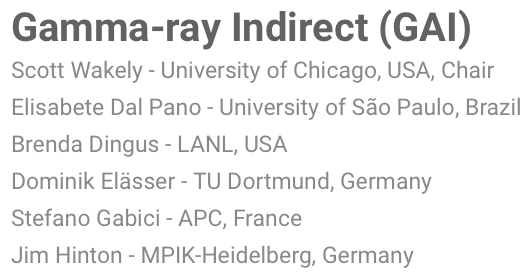 Gamma-ray Indirect (GAI)
Scott Wakely - University of Chicago, USA, Chair
Elisabete Dal Pano - University of São Paulo, Brazil
Brenda Dingus - LANL, USA
Dominik Elässer - TU Dortmund, Germany
Stefano Gabici - APC, France
Jim Hinton - MPIK-Heidelberg, Germany